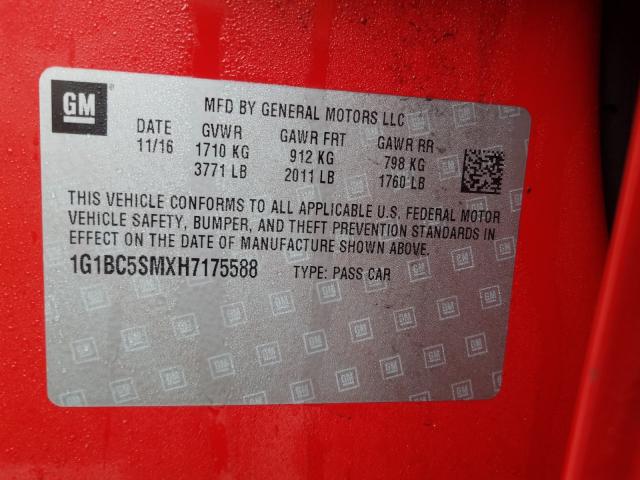 GM
MFD BY GENERAL MOTORS LLC
DATE GVWR GAWR FRT GAWR RR
11/16 1710 KG 912 KG 798 KG
3771 LB 2011 LB 1760 LB
THIS VEHICLE CONFORMS TO ALL APPLICABLE U.S. FEDERAL MOTOR
VEHICLE SAFETY, BUMPER, AND THEFT PREVENTION STANDARDS IN
EFFECT ON THE DATE OF MANUFACTURE SHOWN ABOVE.
1G1BC5SMXH7175588 TYPE: PASS CAR